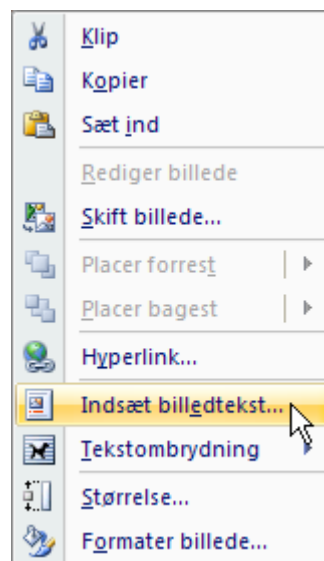 Klip
Kopier
Sæt ind
Rediger billede
Skift billede...
Placer forrest
Placer bagest
Hyperlink...
Indsæt billedtekst...
Tekstombrydning
Størrelse...
Formater billede...